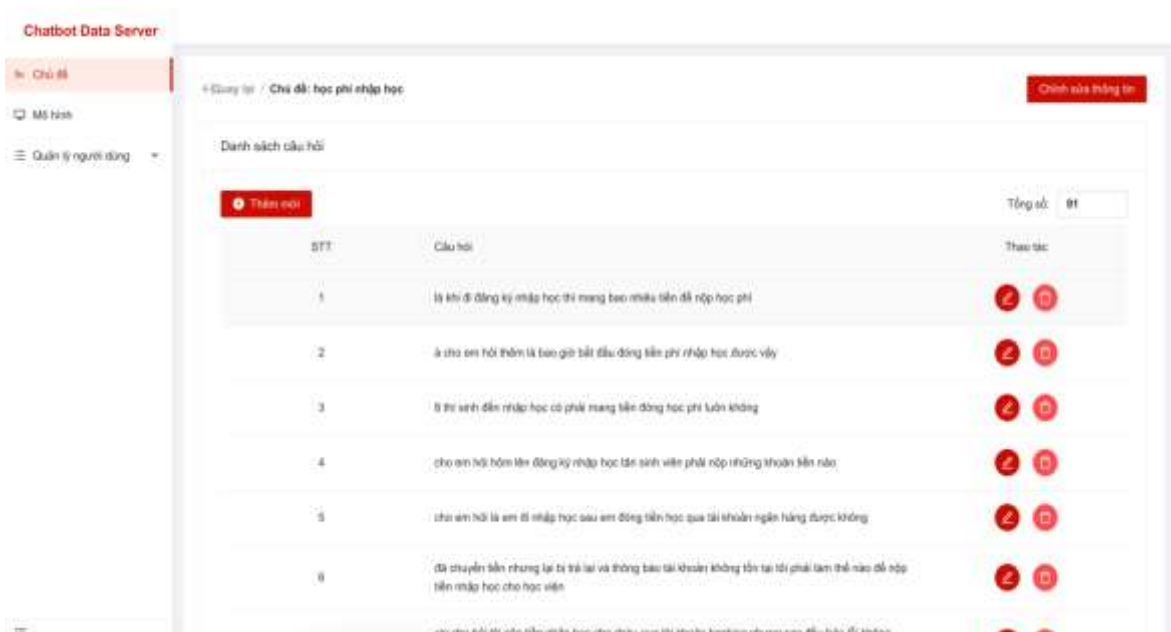 Chatbot Data Server
Chủ đề
Mô hình
Quản lý người dùng
Quay lại / Chủ đề: học phí nhập học
Chỉnh sửa thông tin
Danh sách câu hỏi
Thêm mới
Tổng số: 91
STT Câu hỏi Thao tác
1 là khi đi đăng ký nhập học thì mang bao nhiêu tiền để nộp học phí
2 à cho em hỏi thêm là bao giờ bắt đầu đóng tiền phí nhập học được vậy
3 thí sinh đến nhập học có phải mang tiền đóng học phí luôn không
4 cho em hỏi hôm lên đăng ký nhập học tân sinh viên phải nộp những khoản tiền nào
5 cho em hỏi là em đi nhập học sau em đóng tiền học qua tài khoản ngân hàng được không
6 đã chuyển tiền nhưng lại bị trả lại và thông báo tài khoản không tồn tại tôi phải làm thế nào để nộp
tiền nhập học cho học viện